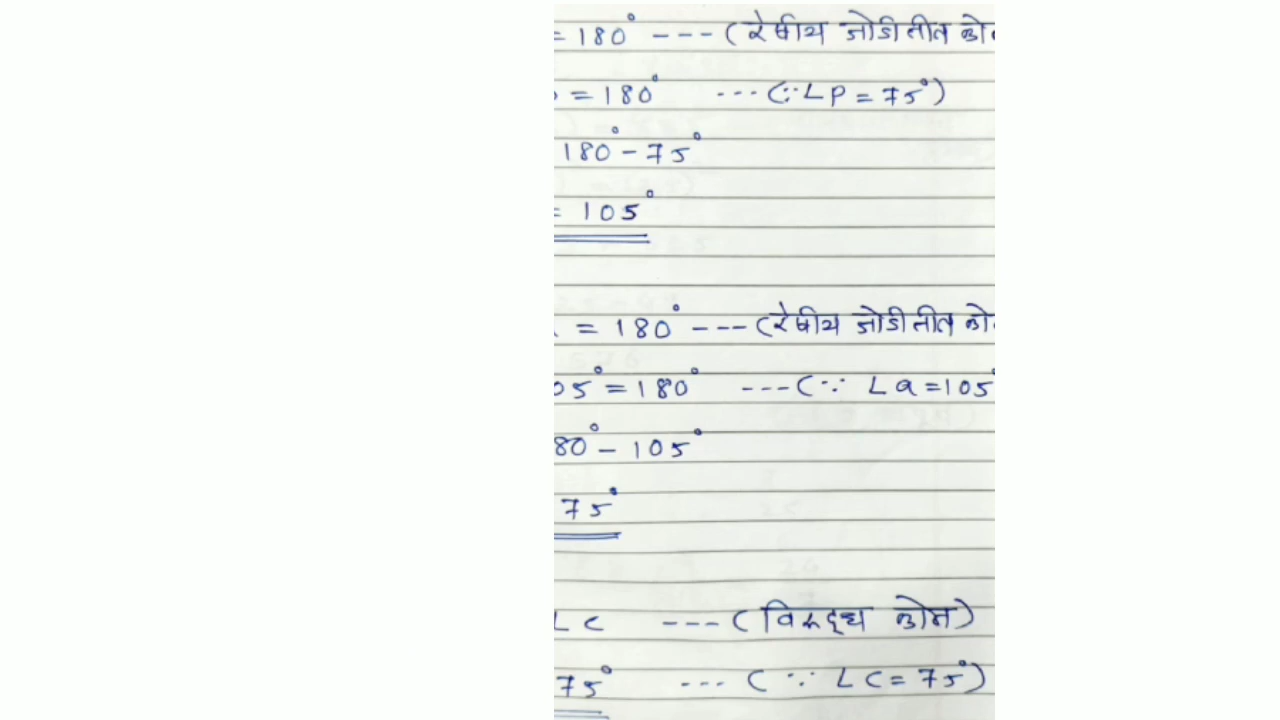 = 180° --- (रेषीय जोडीतील को
= 180° --- (∵ ∠P = 75°)
180° - 75°
= 105°
= 180° --- (रेषीय जोडीतील को
05° = 180° --- (∵ ∠a = 105°
80° - 105°
75°
∠c --- (विरुद्ध कोन)
75° --- (∵ ∠C = 75°)